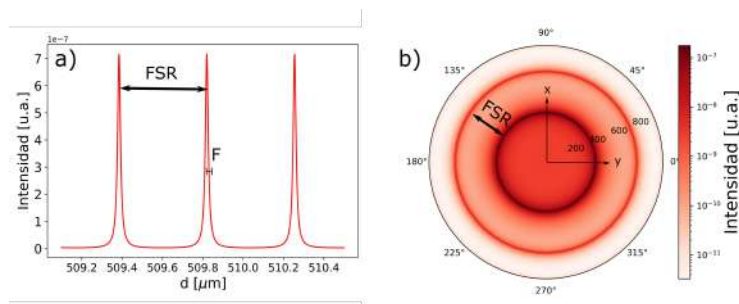 1e-7
a)
FSR
F
7
6
5
4
3
2
1
0
Intensidad [u.a.]
509.2 509.4 509.6 509.8 510.0 510.2 510.4
d [μm]
b)
90°
135° 45°
x
FSR
200 400 600 800
y
180° 0°
225° 315°
270°
10⁻⁷
10⁻⁸
10⁻⁹
10⁻¹⁰
10⁻¹¹
Intensidad [u.a.]